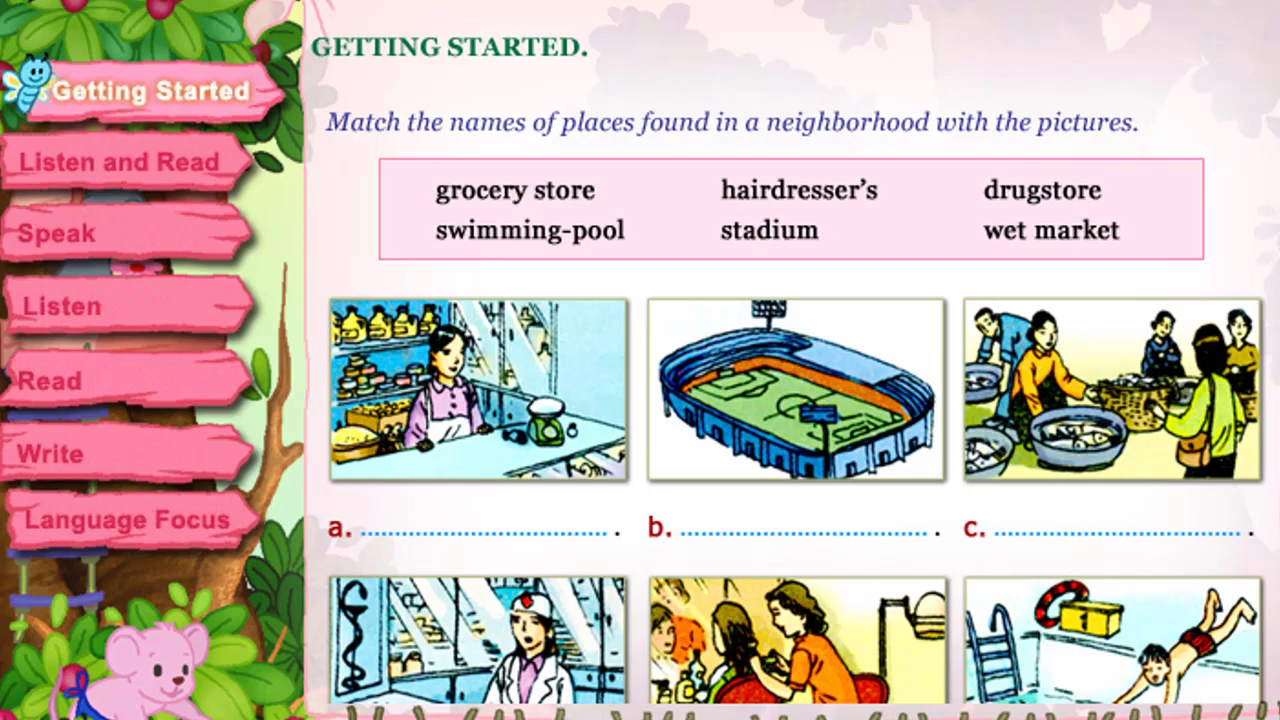 GETTING STARTED.
Getting Started
Match the names of places found in a neighborhood with the pictures.
Listen and Read
grocery store hairdresser's drugstore
swimming-pool stadium wet market
Speak
Listen
Read
Write
Language Focus
a. .......................................... .
b. .......................................... .
c. .......................................... .